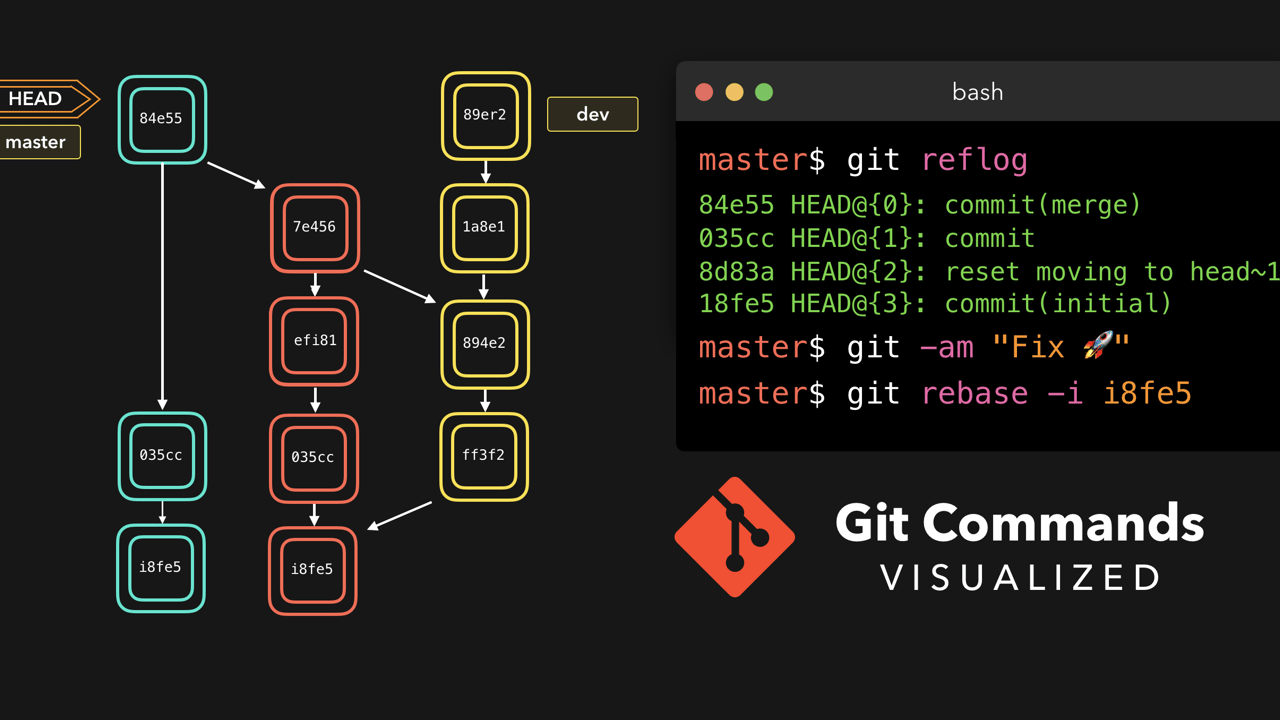 HEAD
master
84e55
035cc
i8fe5
7e456
efi81
035cc
i8fe5
89er2
dev
1a8e1
894e2
ff3f2
bash
master$ git reflog
84e55 HEAD@{0}: commit(merge)
035cc HEAD@{1}: commit
8d83a HEAD@{2}: reset moving to head~1
18fe5 HEAD@{3}: commit(initial)
master$ git -am "Fix 🚀"
master$ git rebase -i i8fe5
Git Commands
VISUALIZED